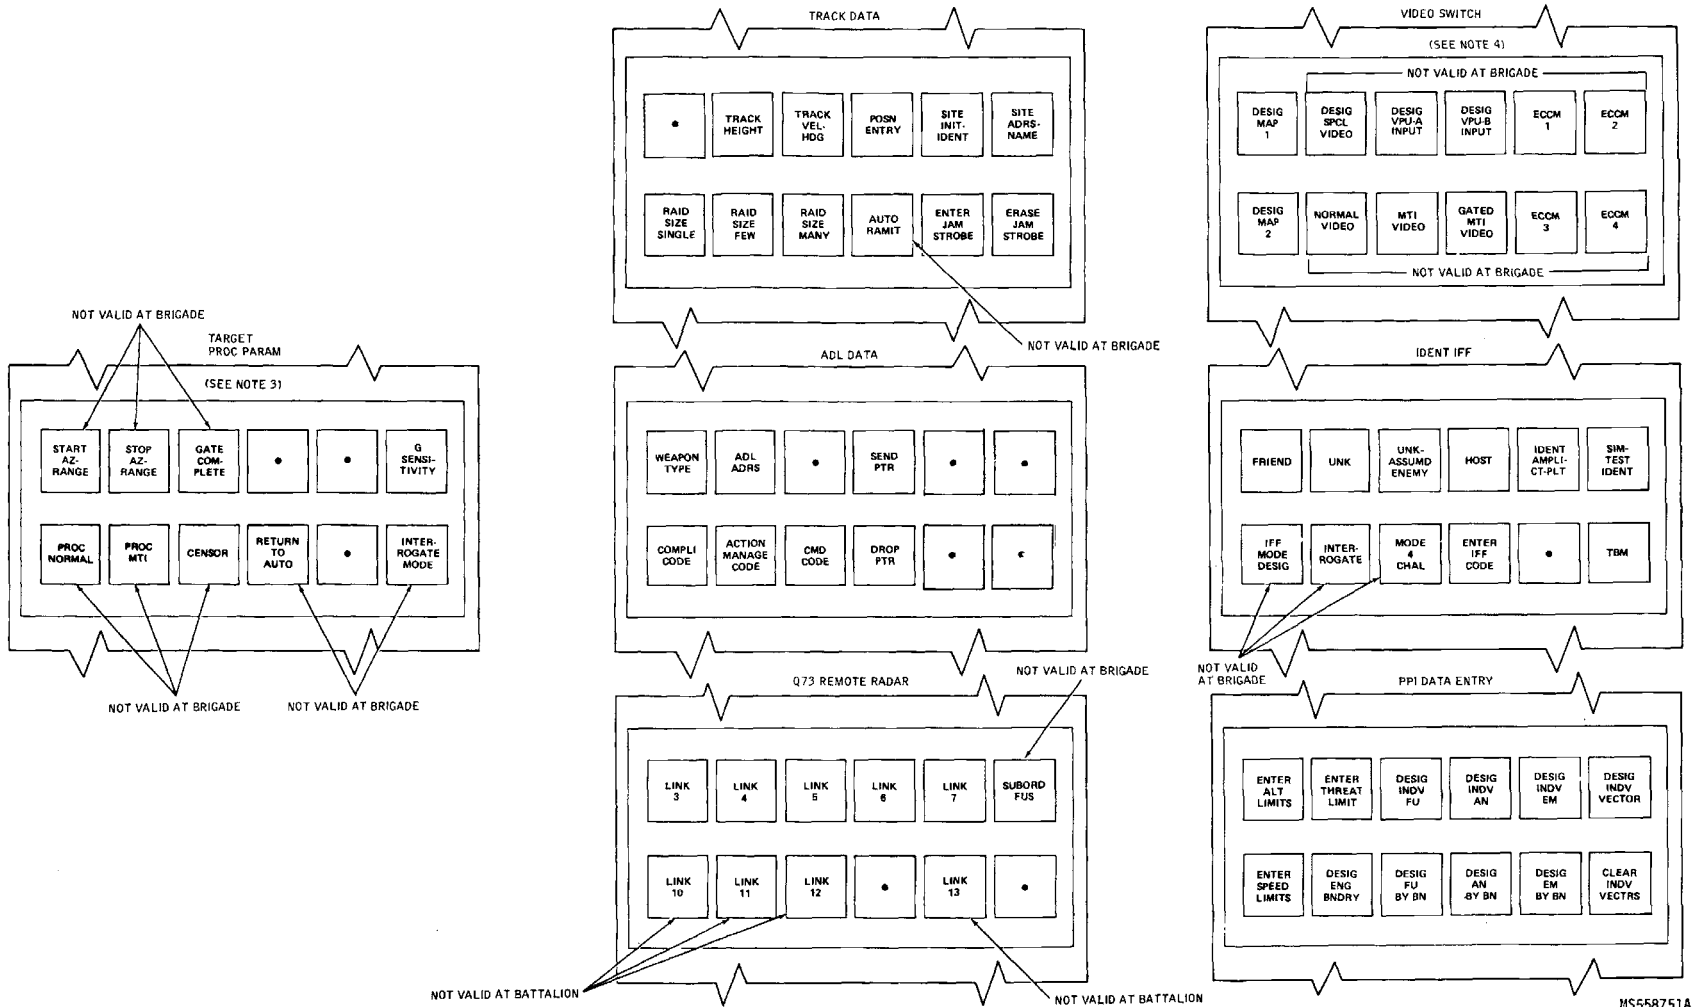 NOT VALID AT BRIGADE
TARGET
PROC PARAM
(SEE NOTE 3)
START
AZ-
RANGE
STOP
AZ-
RANGE
GATE
COM-
PLETE
•
•
G
SENSI-
TIVITY
PROC
NORMAL
PROC
MTI
CENSOR
RETURN
TO
AUTO
•
INTER-
ROGATE
MODE
NOT VALID AT BRIGADE
NOT VALID AT BRIGADE
TRACK DATA
•
TRACK
HEIGHT
TRACK
VEL-
HDG
POSN
ENTRY
SITE
INIT-
IDENT
SITE
ADRS-
NAME
RAID
SIZE
SINGLE
RAID
SIZE
FEW
RAID
SIZE
MANY
AUTO
RAMIT
ENTER
JAM
STROBE
ERASE
JAM
STROBE
NOT VALID AT BRIGADE
ADL DATA
WEAPON
TYPE
ADL
ADRS
•
SEND
PTR
•
•
COMPLI
CODE
ACTION
MANAGE
CODE
CMD
CODE
DROP
PTR
•
•
NOT VALID AT BRIGADE
Q73 REMOTE RADAR
LINK
3
LINK
4
LINK
5
LINK
6
LINK
7
SUBORD
FUS
LINK
10
LINK
11
LINK
12
•
LINK
13
•
NOT VALID AT BATTALION
NOT VALID AT BATTALION
VIDEO SWITCH
(SEE NOTE 4)
NOT VALID AT BRIGADE
DESIG
MAP
1
DESIG
SPCL
VIDEO
DESIG
VPU-A
INPUT
DESIG
VPU-B
INPUT
ECCM
1
ECCM
2
DESIG
MAP
2
NORMAL
VIDEO
MTI
VIDEO
GATED
MTI
VIDEO
ECCM
3
ECCM
4
NOT VALID AT BRIGADE
IDENT IFF
FRIEND
UNK
UNK-
ASSUMD
ENEMY
HOST
IDENT
AMPLI-
CT-PLT
SIM-
TEST
IDENT
IFF
MODE
DESIG
INTER-
ROGATE
MODE
4
CHAL
ENTER
IFF
CODE
•
TBM
NOT VALID
AT BRIGADE
PPI DATA ENTRY
ENTER
ALT
LIMITS
ENTER
THREAT
LIMIT
DESIG
INDV
FU
DESIG
INDV
AN
DESIG
INDV
EM
DESIG
INDV
VECTOR
ENTER
SPEED
LIMITS
DESIG
ENG
BNDRY
DESIG
FU
BY BN
DESIG
AN
BY BN
DESIG
EM
BY BN
CLEAR
INDV
VECTRS
MS558751A